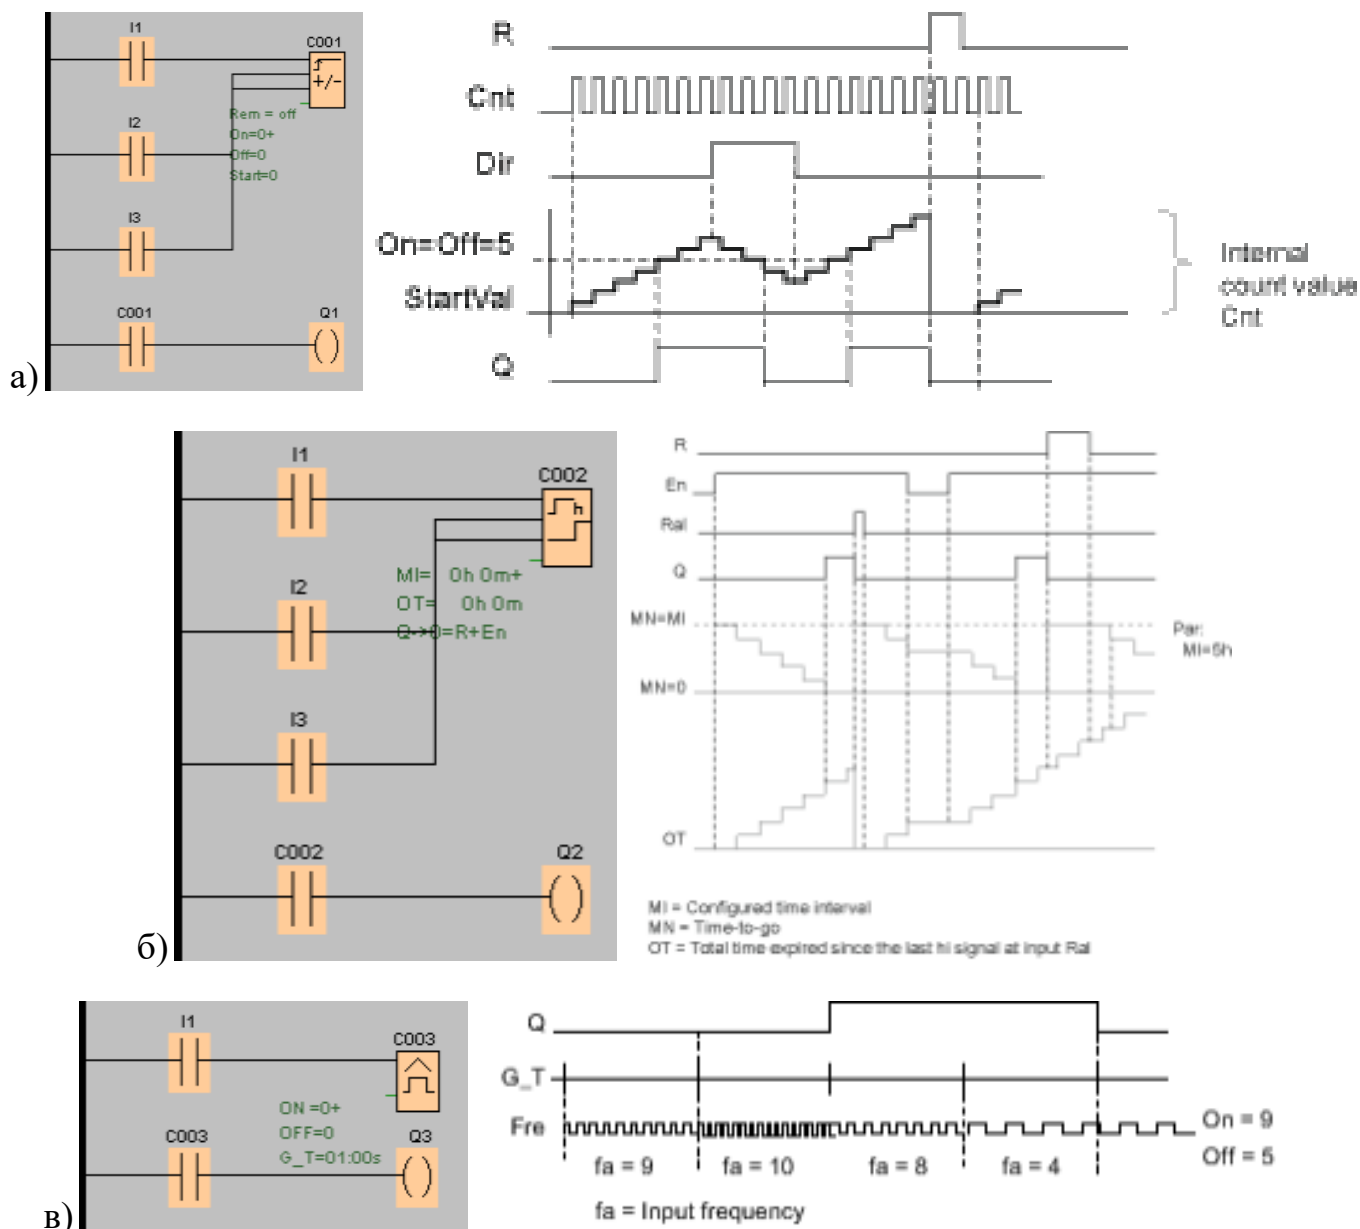 I1
C001
+/-
Rem = off
On=0+
Off=0
Start=0
I2
I3
C001
Q1
а)
R
Cnt
Dir
On=Off=5
StartVal
Q
Internal
count value
Cnt
I1
C002
h
MI= 0h 0m+
OT= 0h 0m
Q->0=R+En
I2
I3
C002
Q2
б)
R
En
Ral
Q
MN=MI
MN=0
OT
Par:
MI=5h
MI = Configured time interval
MN = Time-to-go
OT = Total time expired since the last hi signal at input Ral
I1
C003
ON =0+
OFF=0
G_T=01:00s
C003
Q3
в)
Q
G_T
Fre
On = 9
Off = 5
fa = 9 fa = 10 fa = 8 fa = 4
fa = Input frequency